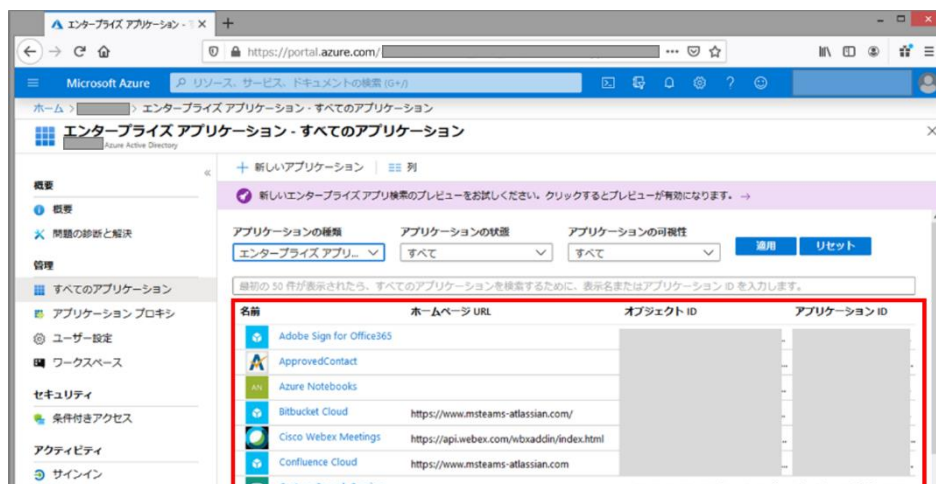 エンタープライズ アプリケーション - す
https://portal.azure.com/
Microsoft Azure
リソース、サービス、ドキュメントの検索 (G+/)
ホーム > > エンタープライズ アプリケーション - すべてのアプリケーション
エンタープライズ アプリケーション - すべてのアプリケーション
Azure Active Directory
概要
概要
問題の診断と解決
管理
すべてのアプリケーション
アプリケーション プロキシ
ユーザー設定
ワークスペース
セキュリティ
条件付きアクセス
アクティビティ
サインイン
+ 新しいアプリケーション
列
新しいエンタープライズ アプリ検索のプレビューをお試しください。クリックするとプレビューが有効になります。 →
アプリケーションの種類 アプリケーションの状態 アプリケーションの可視性
エンタープライズ アプリ... すべて すべて 適用 リセット
最初の 50 件が表示されたら、すべてのアプリケーションを検索するために、表示名またはアプリケーション ID を入力します。
名前 ホームページ URL オブジェクト ID アプリケーション ID
Adobe Sign for Office365
ApprovedContact
AN Azure Notebooks
Bitbucket Cloud https://www.msteams-atlassian.com/
Cisco Webex Meetings https://api.webex.com/wbxaddin/index.html
Confluence Cloud https://www.msteams-atlassian.com